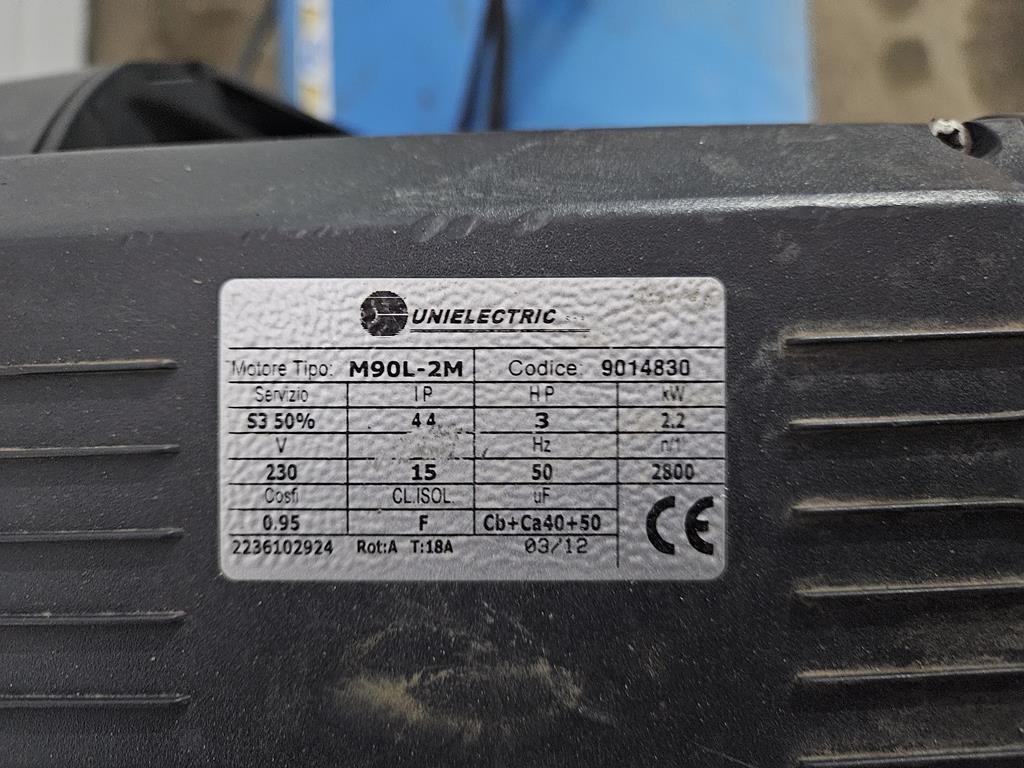 UNIELECTRIC
Motore Tipo: M90L-2M Codice: 9014830
Servizio IP HP kW
S3 50% 44 3 2.2
V Hz n/1'
230 15 50 2800
Cosfi CL.ISOL. uF
0.95 F Cb+Ca40+50
2236102924 Rot:A T:18A 03/12 CE